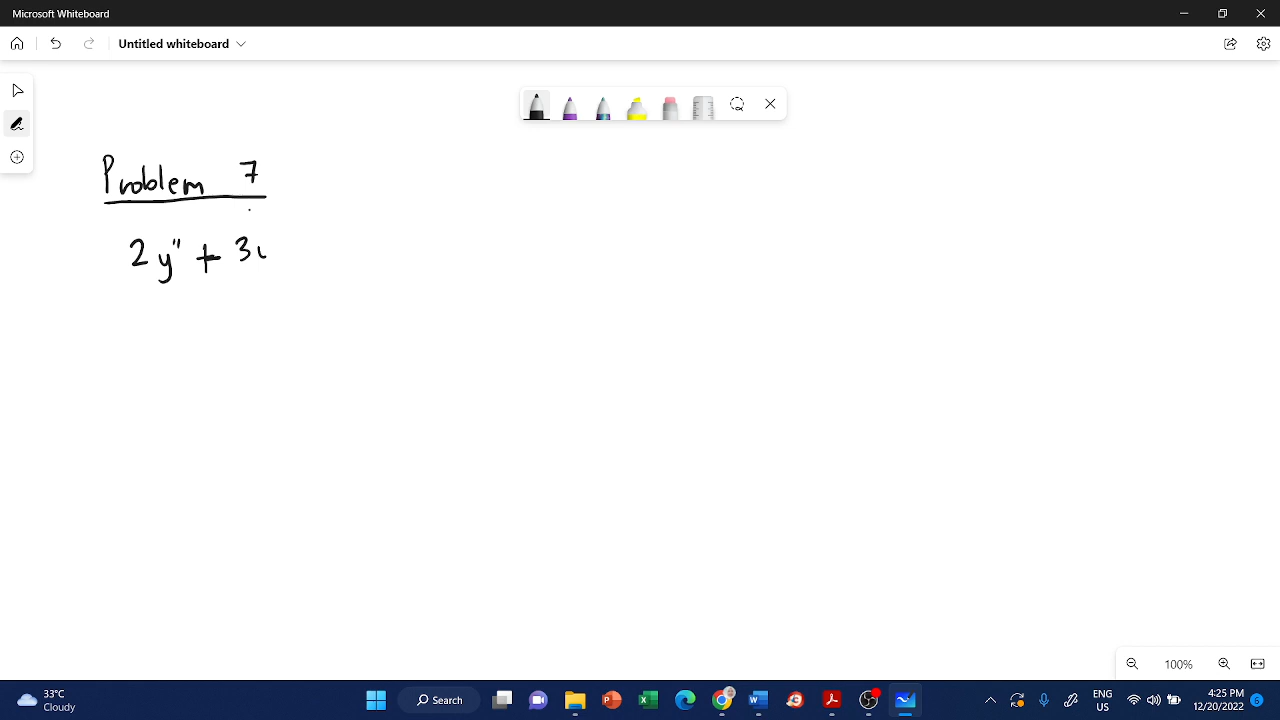 Microsoft Whiteboard
Untitled whiteboard
Problem 7
2y" + 3
100%
33°C
Cloudy
Search
ENG
US
4:25 PM
12/20/2022
5